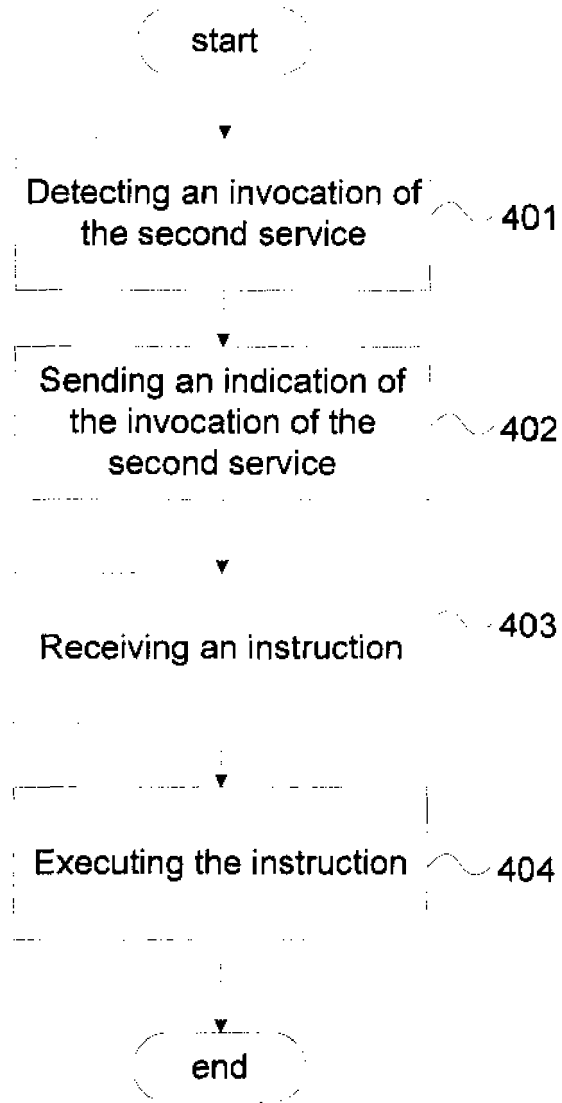 start
Detecting an invocation of
the second service
401
Sending an indication of
the invocation of the
second service
402
403
Receiving an instruction
Executing the instruction
404
end